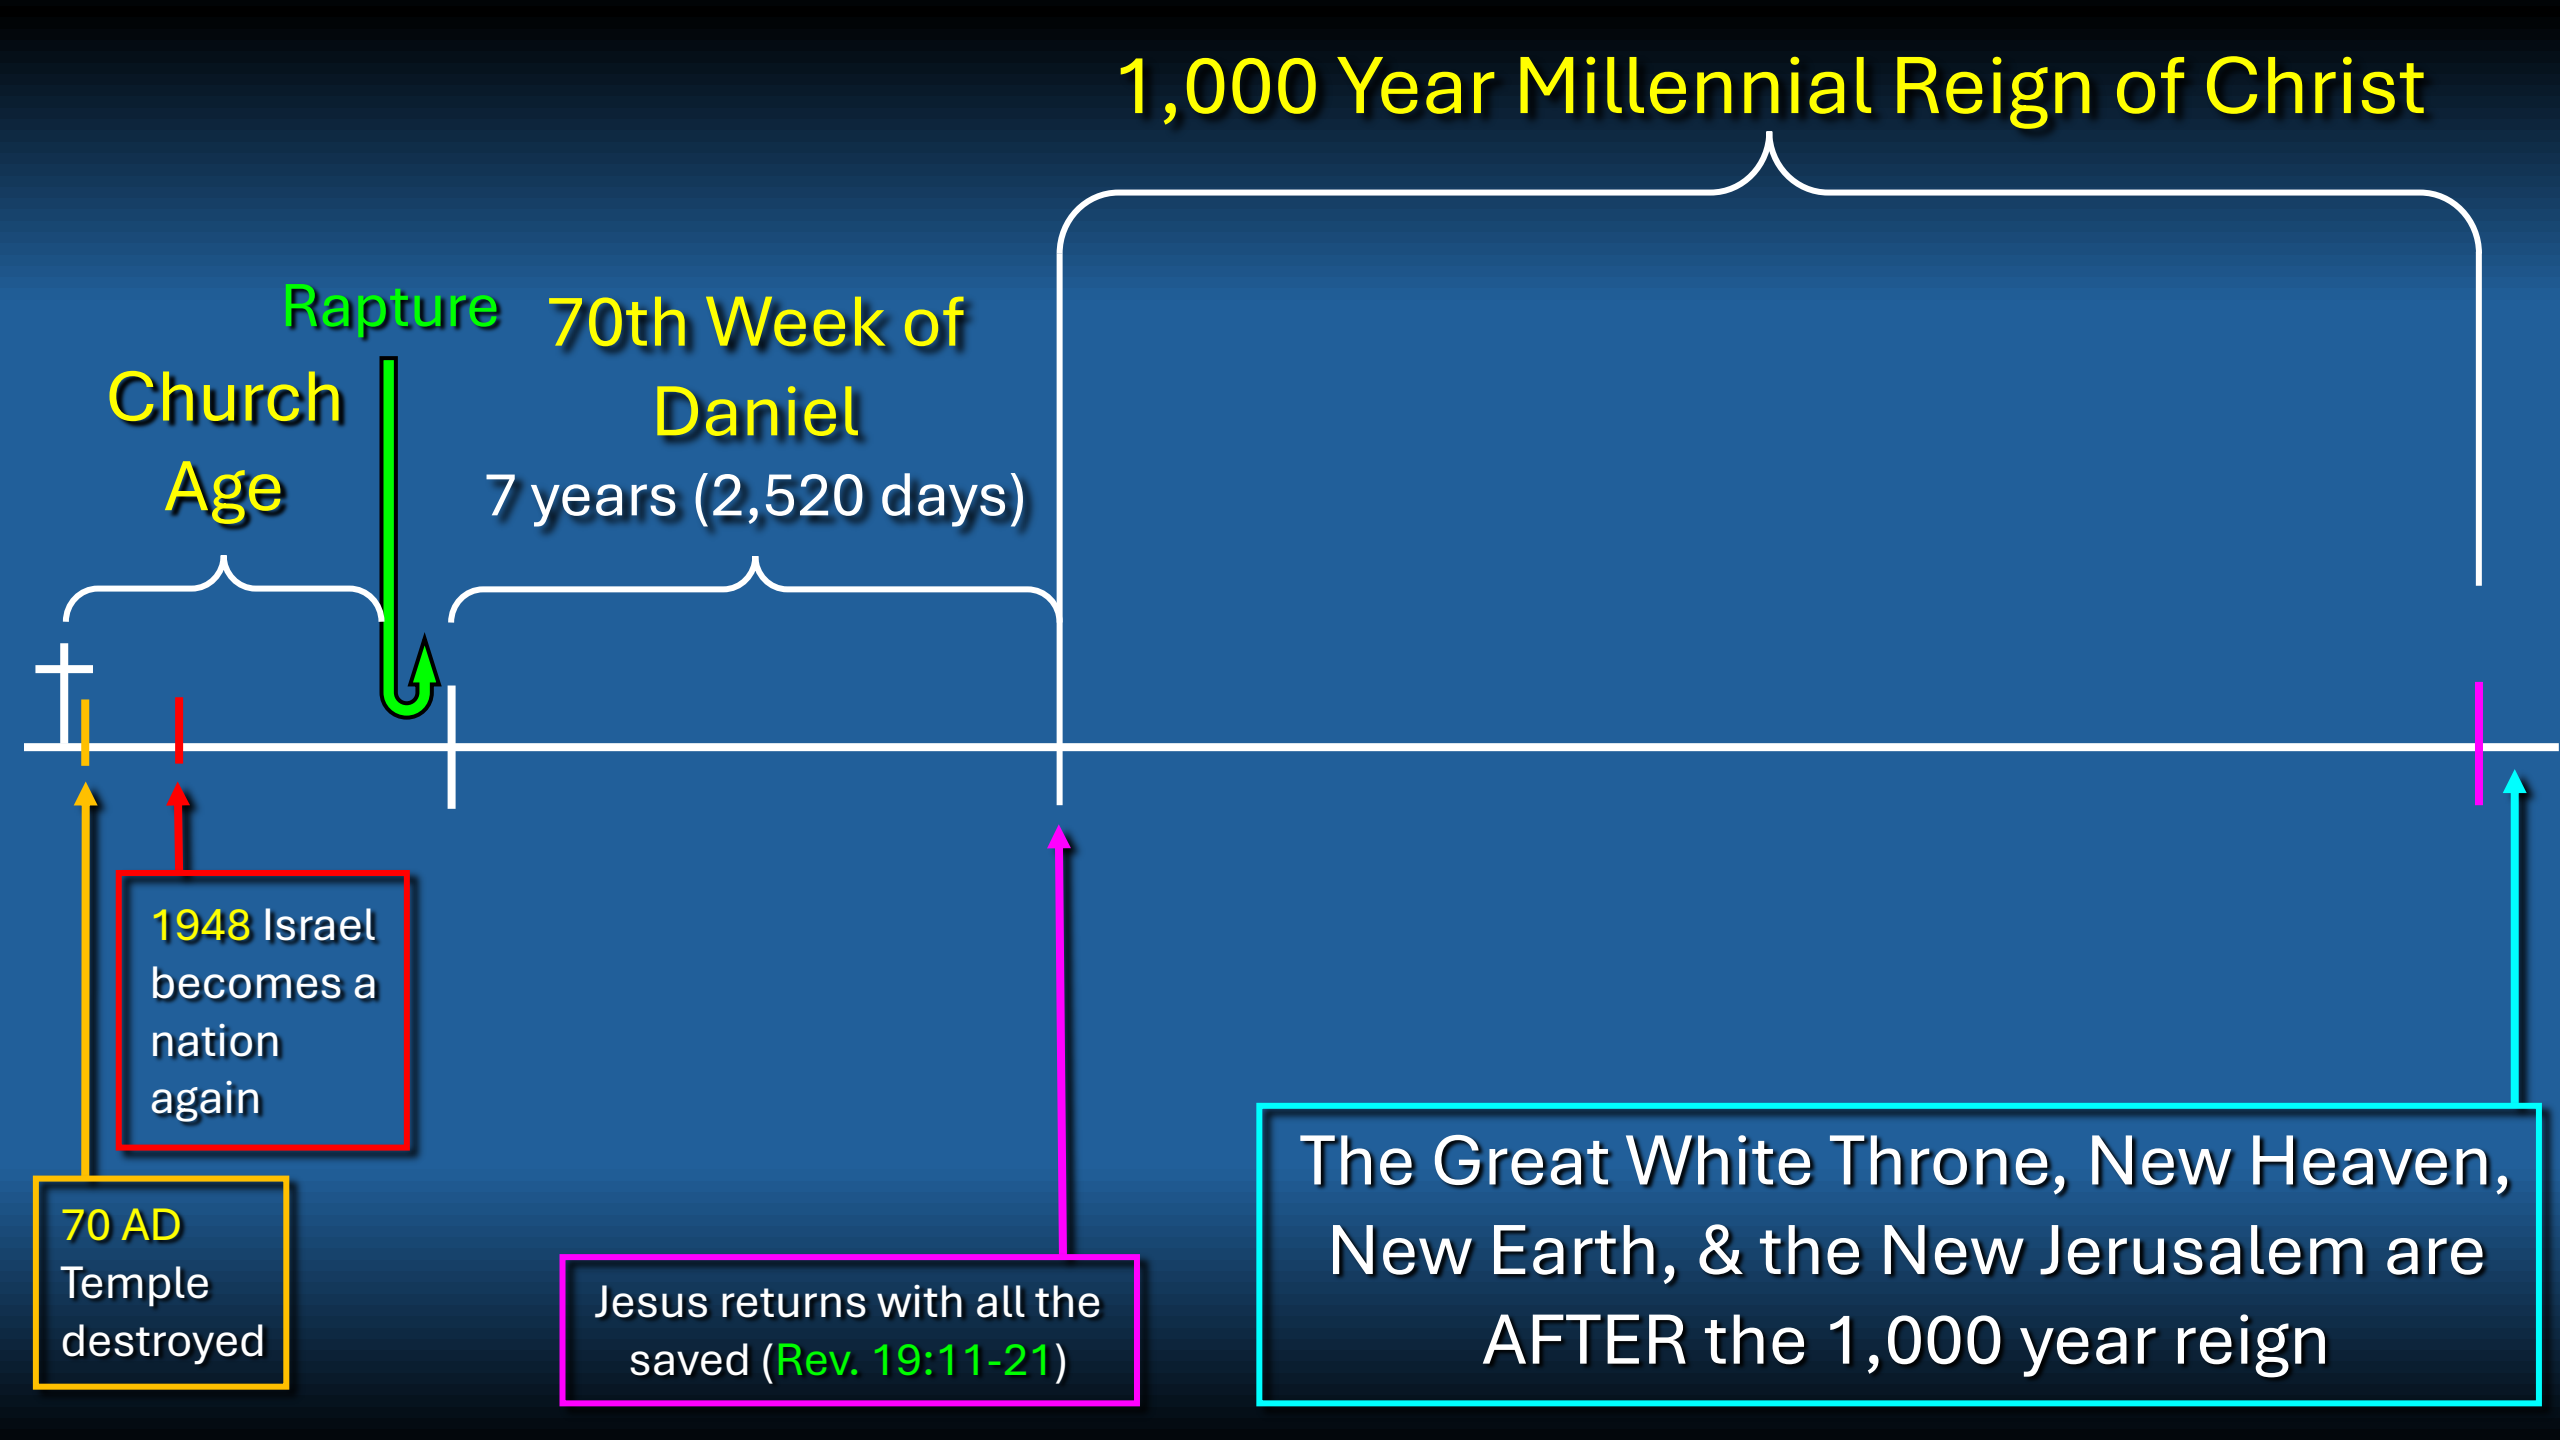 1,000 Year Millennial Reign of Christ
Rapture
Church
Age
70th Week of
Daniel
7 years (2,520 days)
1948 Israel
becomes a
nation
again
70 AD
Temple
destroyed
Jesus returns with all the
saved (Rev. 19:11-21)
The Great White Throne, New Heaven,
New Earth, & the New Jerusalem are
AFTER the 1,000 year reign